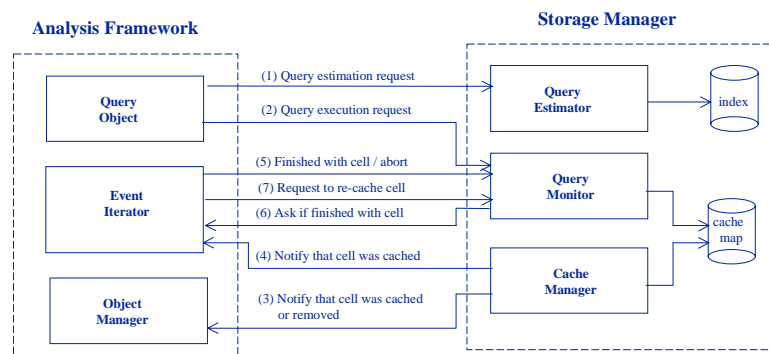 Analysis Framework
Storage Manager
(1) Query estimation request
Query
Object
Query
Estimator
index
(2) Query execution request
(5) Finished with cell / abort
Event
Iterator
(7) Request to re-cache cell
Query
Monitor
(6) Ask if finished with cell
cache
map
(4) Notify that cell was cached
Cache
Manager
(3) Notify that cell was cached
or removed
Object
Manager